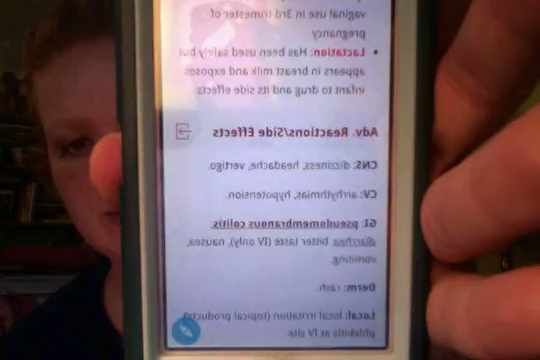 vaginal use in 3rd trimester of
pregnancy
• Lactation: Has been used safely but
appears in breast milk and exposes
infant to drug and its side effects
Adv. Reactions/Side Effects
CNS: dizziness, headache, vertigo.
CV: arrhythmias, hypotension.
GI: pseudomembranous colitis,
diarrhea, bitter taste (IV only), nausea,
vomiting.
Derm: rash.
Local: local irritation (topical products)
phlebitis at IV site